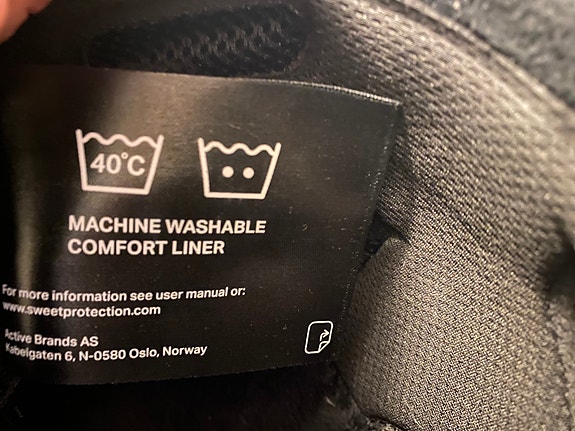 40°C
MACHINE WASHABLE
COMFORT LINER
For more information see user manual or:
www.sweetprotection.com
Active Brands AS
Kabelgaten 6, N-0580 Oslo, Norway